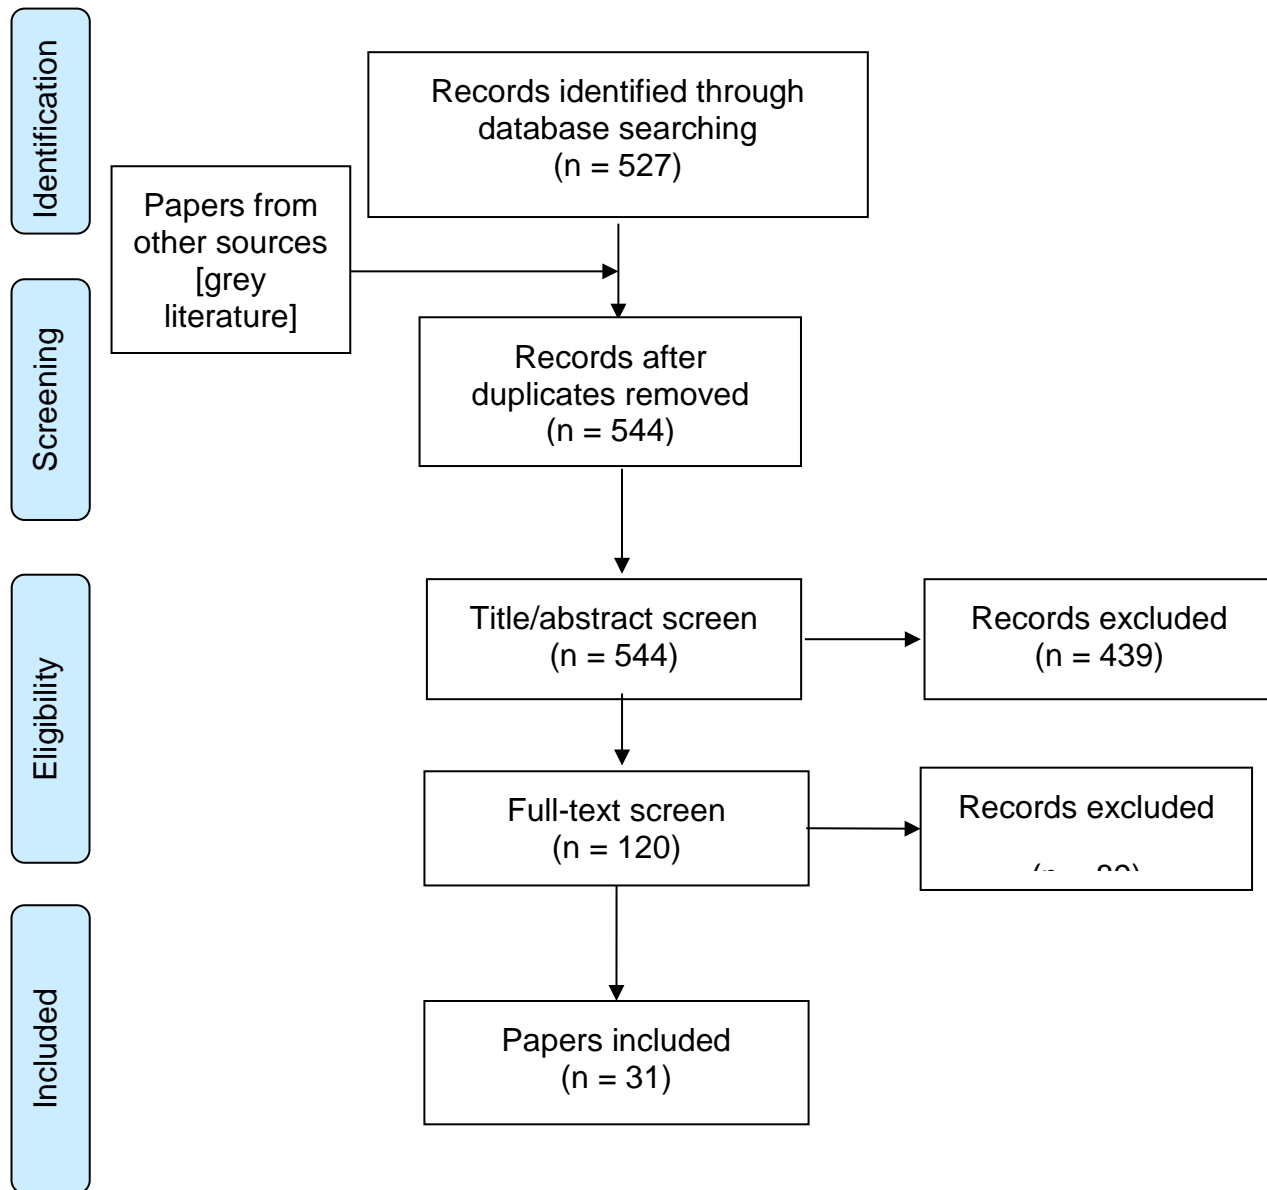 Identification
Records identified through
database searching
(n = 527)
Papers from
other sources
[grey
literature]
Screening
Records after
duplicates removed
(n = 544)
Eligibility
Title/abstract screen
(n = 544)
Records excluded
(n = 439)
Full-text screen
(n = 120)
Records excluded
Included
Papers included
(n = 31)